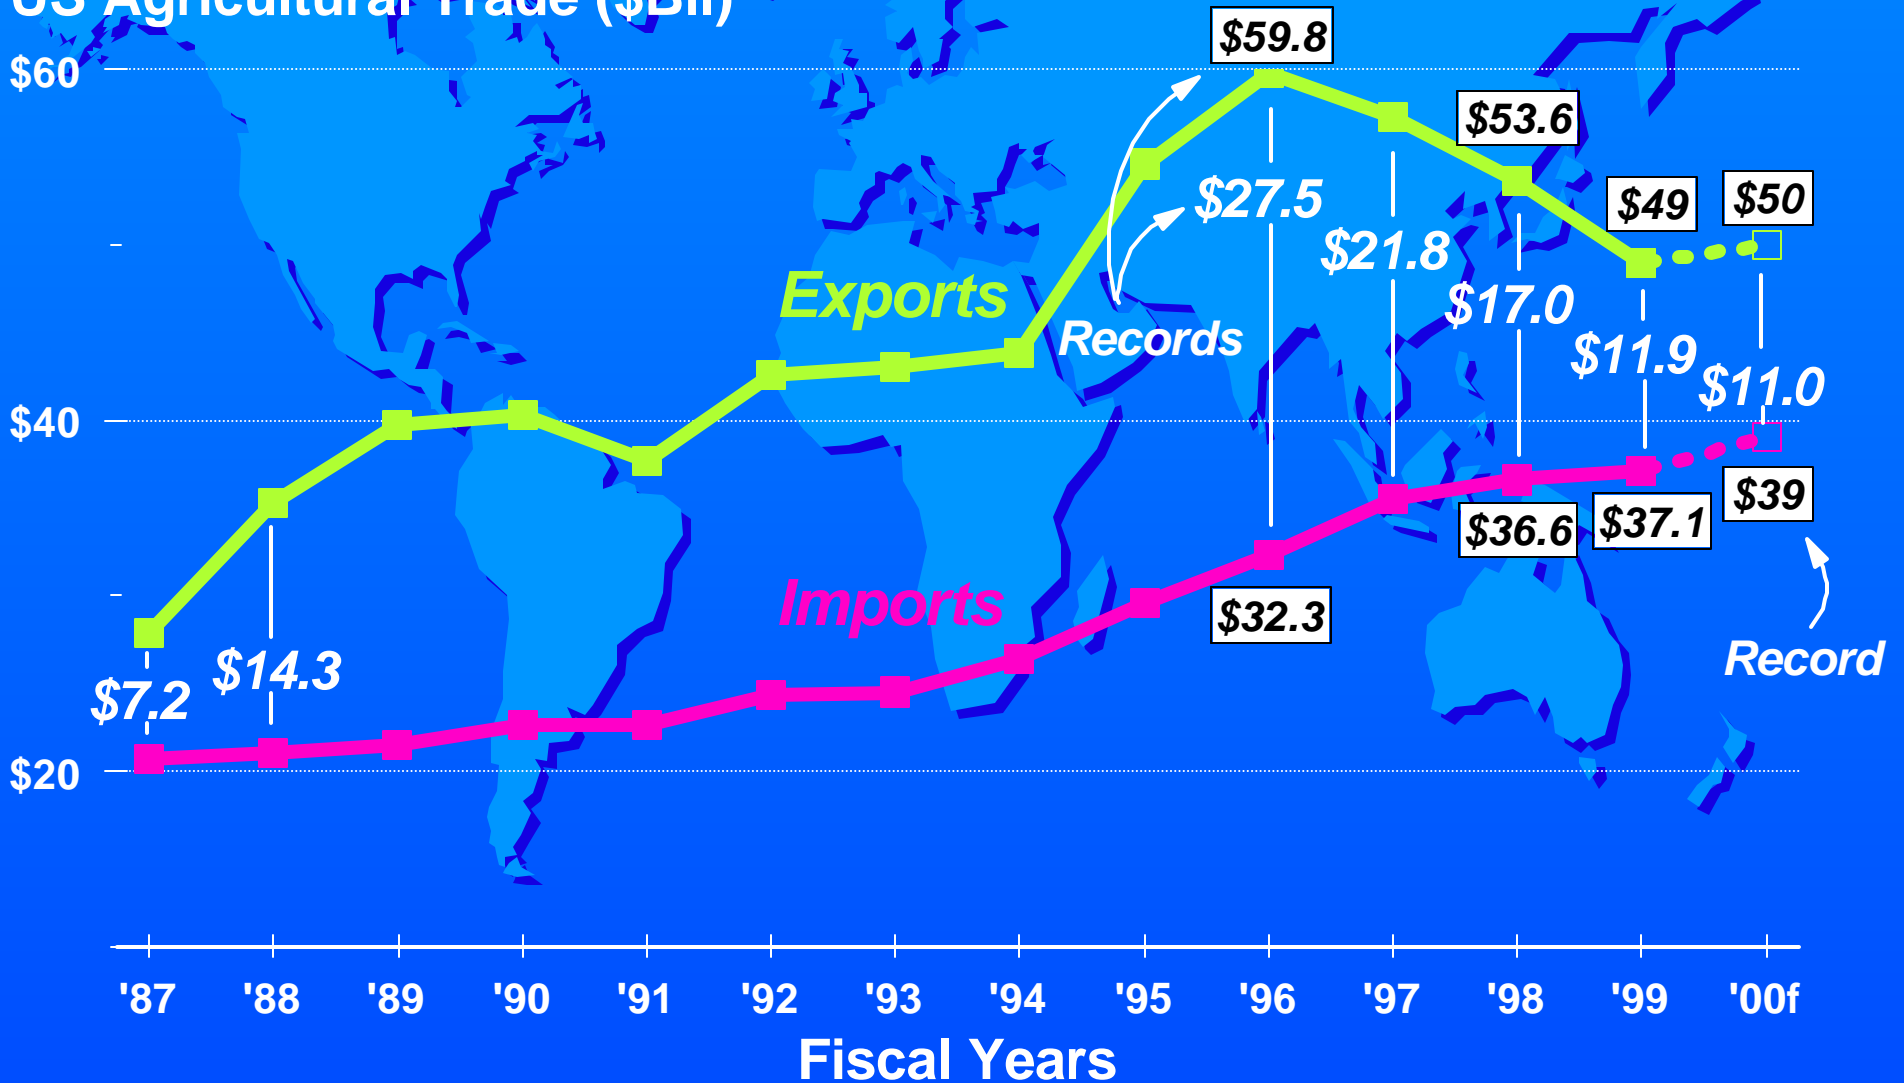 US Agricultural Trade ($Bil)
$60
$40
$20
$59.8
$53.6
$49
$50
$27.5
$21.8
$17.0
$11.9
$11.0
Exports
Records
Imports
$7.2
$14.3
$32.3
$36.6
$37.1
$39
Record
'87 '88 '89 '90 '91 '92 '93 '94 '95 '96 '97 '98 '99 '00f
Fiscal Years